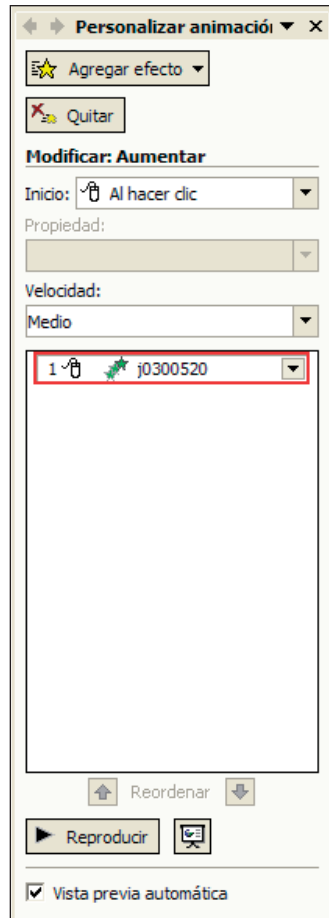 Personalizar animación
Agregar efecto
Quitar
Modificar: Aumentar
Inicio: Al hacer clic
Propiedad:
Velocidad:
Medio
1 j0300520
Reordenar
Reproducir
Vista previa automática